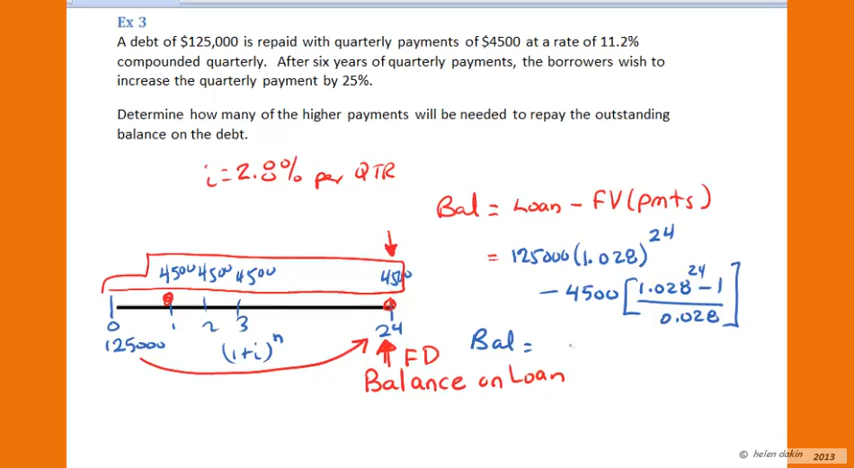 Ex 3
A debt of $125,000 is repaid with quarterly payments of $4500 at a rate of 11.2%
compounded quarterly. After six years of quarterly payments, the borrowers wish to
increase the quarterly payment by 25%.
Determine how many of the higher payments will be needed to repay the outstanding
balance on the debt.
i = 2.8% per QTR
Bal = Loan - FV(pmts)
= 125000(1.028)^24
- 4500 [ (1.028^24 - 1) / 0.028 ]
4500 4500 4500 4500
0 1 2 3 24
125000 (1+i)^n FD
Bal =
Balance on Loan
© helen dakin 2013